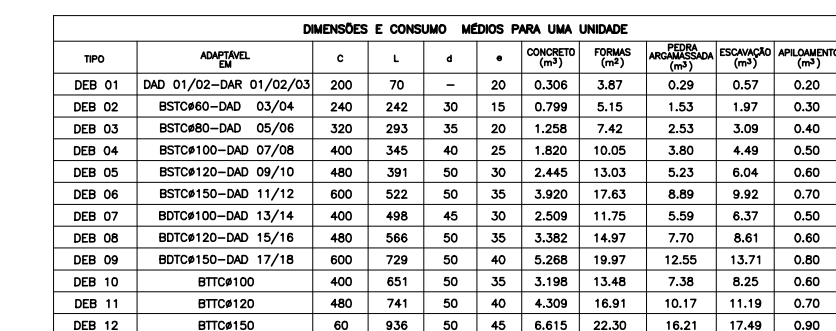 DIMENSÕES E CONSUMO MÉDIOS PARA UMA UNIDADE
TIPO ADAPTÁVEL EM C L d e CONCRETO (m³) FORMAS (m²) PEDRA ARGAMASSADA (m³) ESCAVAÇÃO (m³) APILOAMENTO (m³)
DEB 01 DAD 01/02-DAR 01/02/03 200 70 – 20 0.306 3.87 0.29 0.57 0.20
DEB 02 BSTCø60-DAD 03/04 240 242 30 15 0.799 5.15 1.53 1.97 0.30
DEB 03 BSTCø80-DAD 05/06 320 293 35 20 1.258 7.42 2.53 3.09 0.40
DEB 04 BSTCø100-DAD 07/08 400 345 40 25 1.820 10.05 3.80 4.49 0.50
DEB 05 BSTCø120-DAD 09/10 480 391 50 30 2.445 13.03 5.23 6.04 0.60
DEB 06 BSTCø150-DAD 11/12 600 522 50 35 3.920 17.63 8.89 9.92 0.70
DEB 07 BDTCø100-DAD 13/14 400 498 45 30 2.509 11.75 5.59 6.37 0.50
DEB 08 BDTCø120-DAD 15/16 480 566 50 35 3.382 14.97 7.70 8.61 0.60
DEB 09 BDTCø150-DAD 17/18 600 729 50 40 5.268 19.97 12.55 13.71 0.80
DEB 10 BTTCø100 400 651 50 35 3.198 13.48 7.38 8.25 0.60
DEB 11 BTTCø120 480 741 50 40 4.309 16.91 10.17 11.19 0.70
DEB 12 BTTCø150 60 936 50 45 6.615 22.30 16.21 17.49 0.90